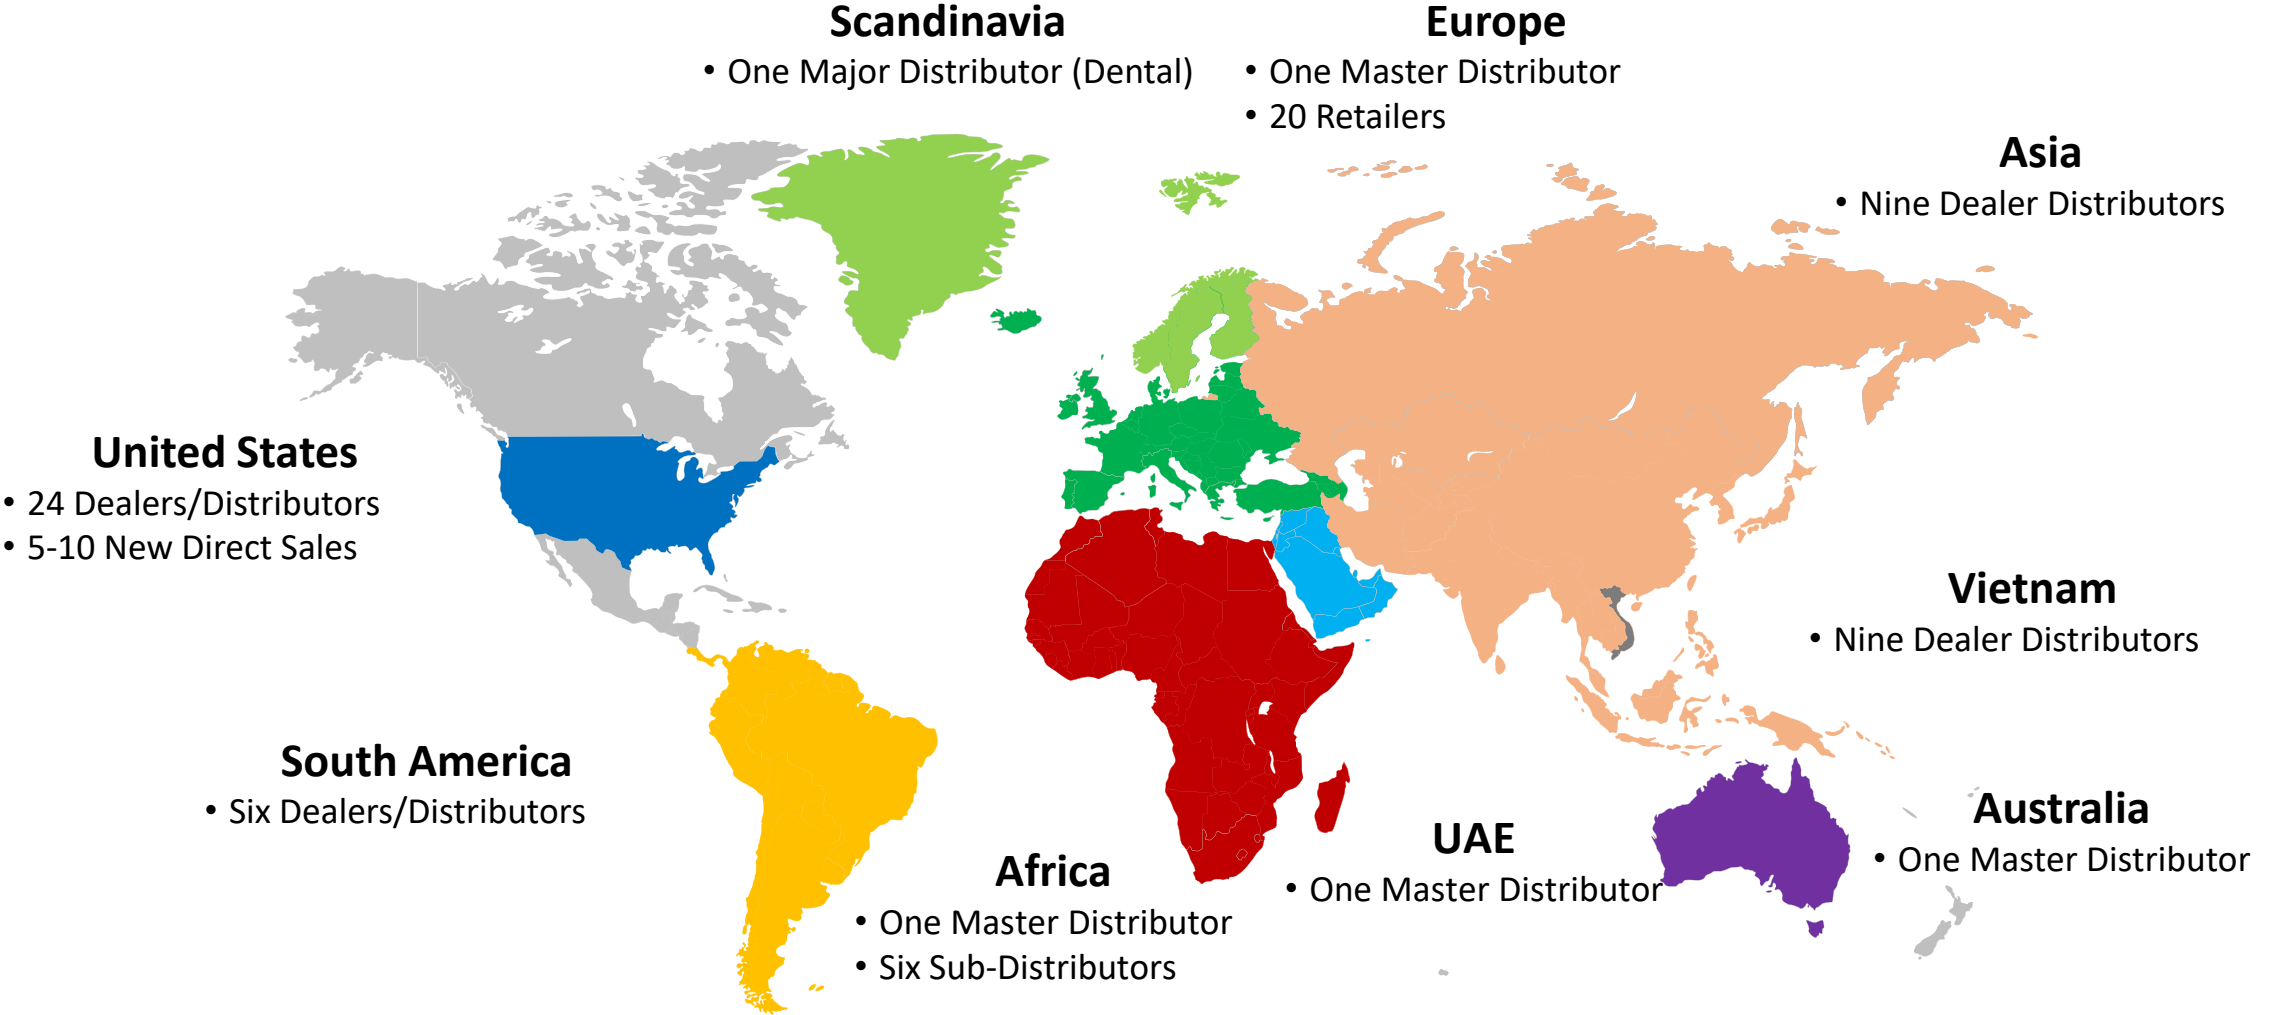 Scandinavia
• One Major Distributor (Dental)
Europe
• One Master Distributor
• 20 Retailers
Asia
• Nine Dealer Distributors
United States
• 24 Dealers/Distributors
• 5-10 New Direct Sales
Vietnam
• Nine Dealer Distributors
South America
• Six Dealers/Distributors
Africa
• One Master Distributor
• Six Sub-Distributors
UAE
• One Master Distributor
Australia
• One Master Distributor